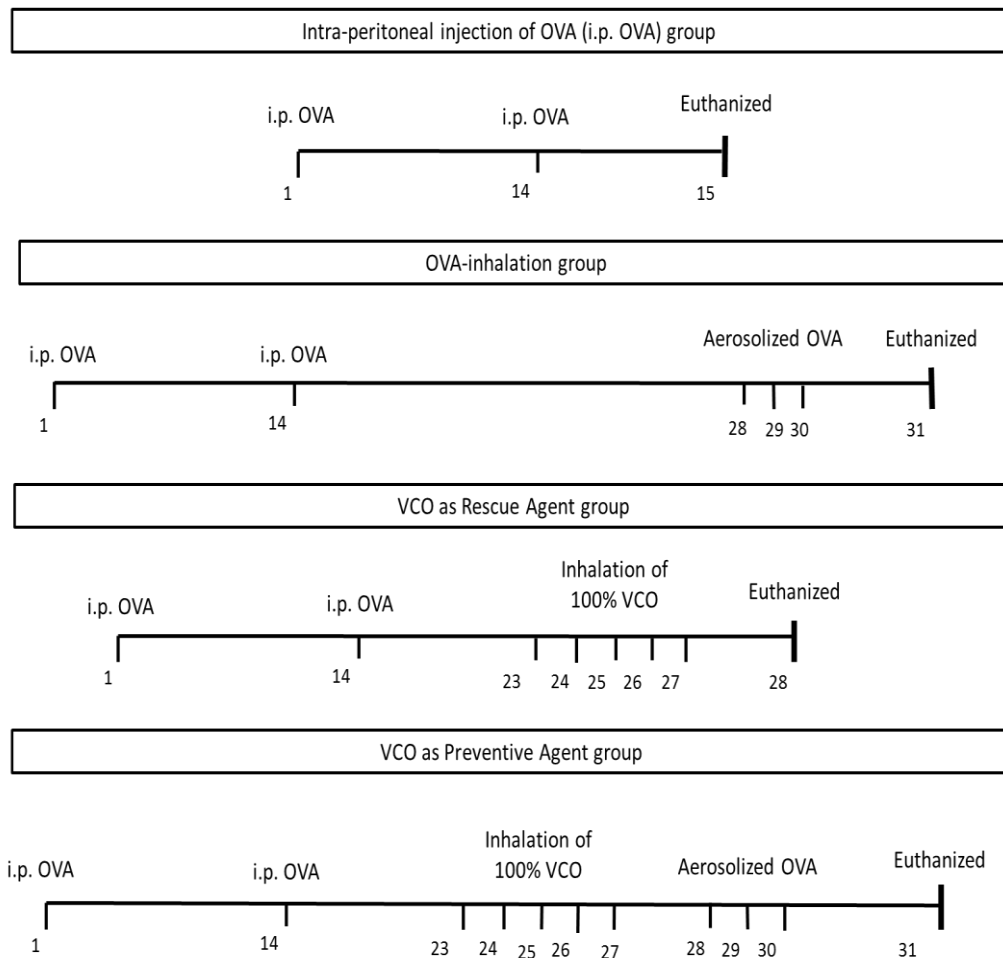 Intra-peritoneal injection of OVA (i.p. OVA) group
i.p. OVA i.p. OVA Euthanized
1 14 15
OVA-inhalation group
i.p. OVA i.p. OVA Aerosolized OVA Euthanized
1 14 28 29 30 31
VCO as Rescue Agent group
i.p. OVA i.p. OVA Inhalation of
100% VCO Euthanized
1 14 23 24 25 26 27 28
VCO as Preventive Agent group
i.p. OVA i.p. OVA Inhalation of
100% VCO Aerosolized OVA Euthanized
1 14 23 24 25 26 27 28 29 30 31